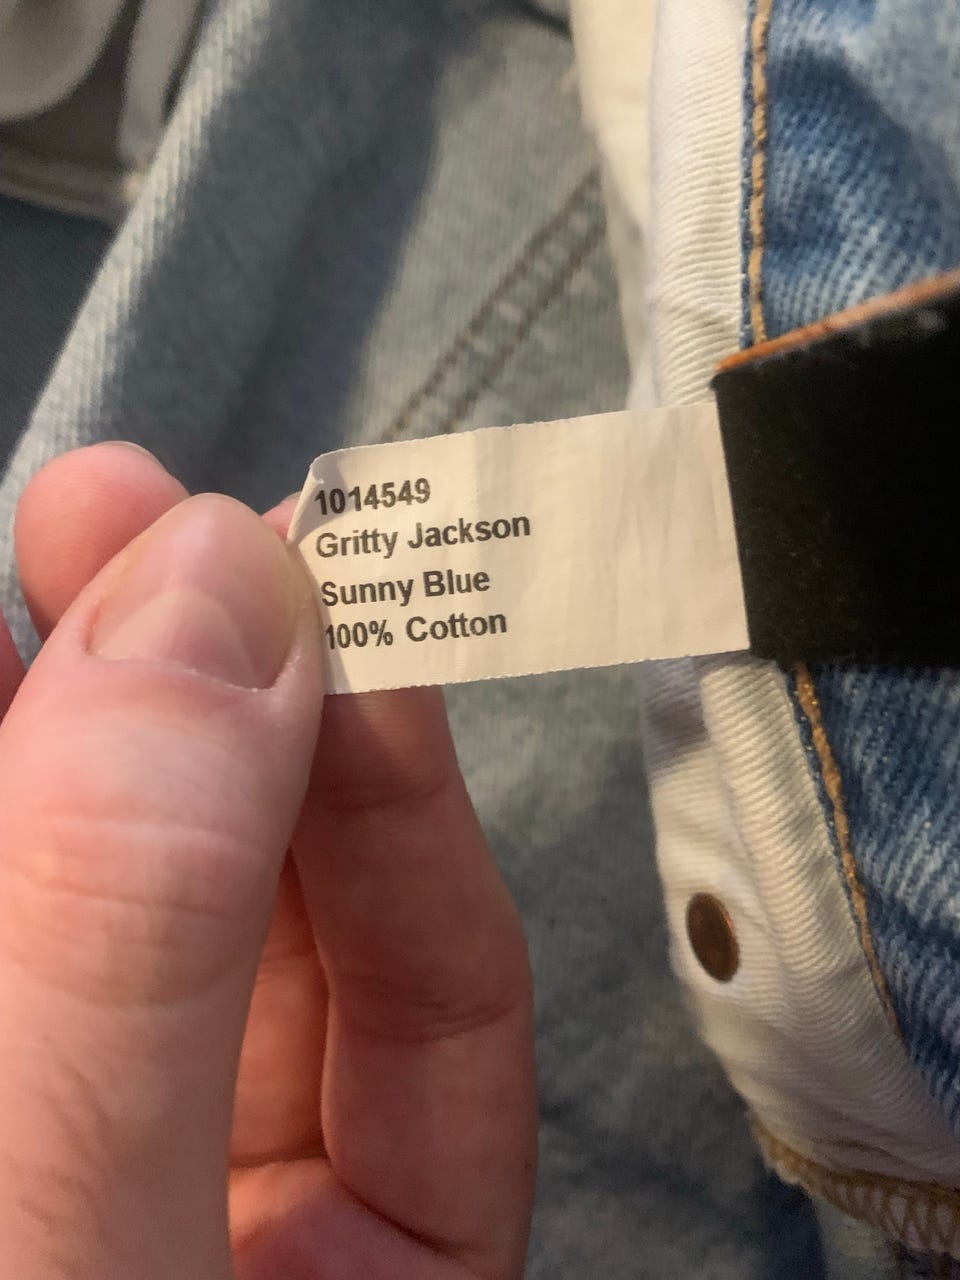 1014549
Gritty Jackson
Sunny Blue
100% Cotton